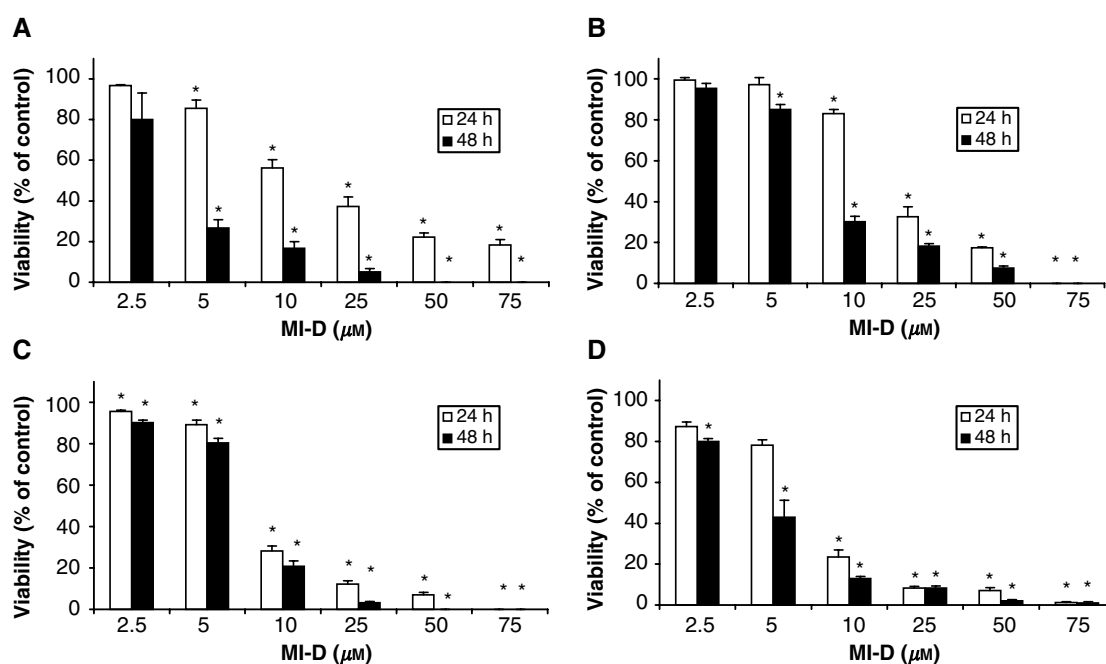 A
Viability (% of control)
100
80
60
40
20
0
* * * * * * * * * *
24 h
48 h
2.5 5 10 25 50 75
MI-D (μM)
B
Viability (% of control)
100
80
60
40
20
0
* * * * * * * * *
24 h
48 h
2.5 5 10 25 50 75
MI-D (μM)
C
Viability (% of control)
100
80
60
40
20
0
* * * * * * * * * * * *
24 h
48 h
2.5 5 10 25 50 75
MI-D (μM)
D
Viability (% of control)
100
80
60
40
20
0
* * * * * * * * * *
24 h
48 h
2.5 5 10 25 50 75
MI-D (μM)